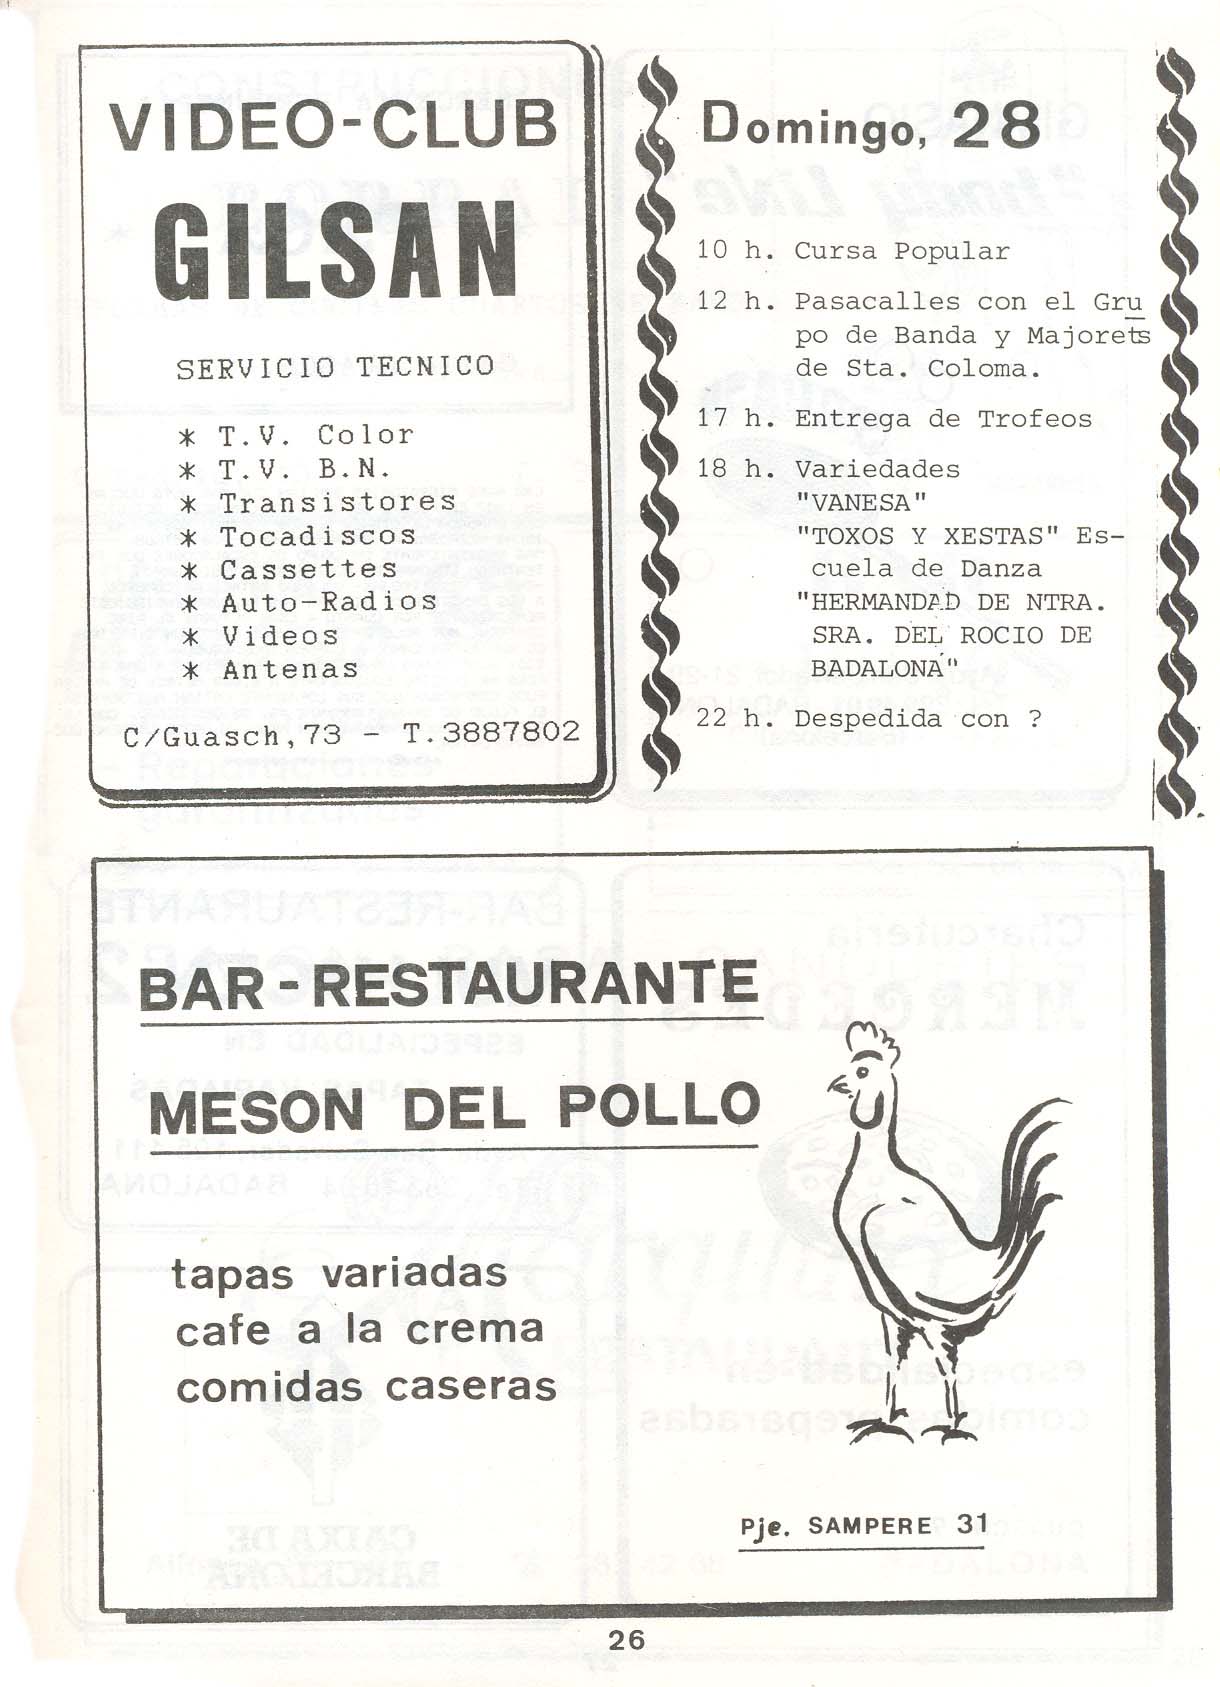 VIDEO-CLUB
GILSAN
SERVICIO TECNICO
* T.V. Color
* T.V. B.N.
* Transistores
* Tocadiscos
* Cassettes
* Auto-Radios
* Videos
* Antenas
C/Guasch, 73 - T.3887802
Domingo, 28
10 h. Cursa Popular
12 h. Pasacalles con el Gru
po de Banda y Majorets
de Sta. Coloma.
17 h. Entrega de Trofeos
18 h. Variedades
"VANESA"
"TOXOS Y XESTAS" Es-
cuela de Danza
"HERMANDAD DE NTRA.
SRA. DEL ROCIO DE
BADALONA"
22 h. Despedida con ?
BAR-RESTAURANTE
MESON DEL POLLO
tapas variadas
cafe a la crema
comidas caseras
Pje. SAMPERE 31
26